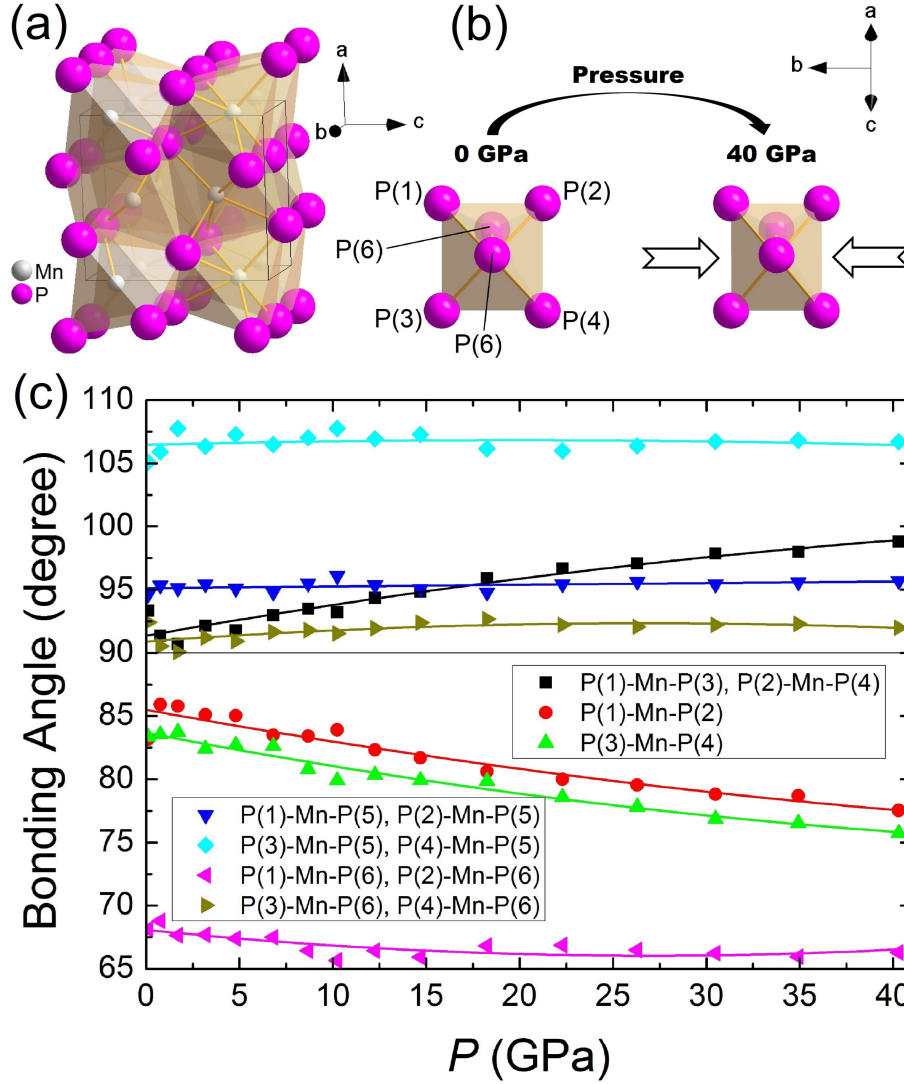 (a)
a
b
c
Mn
P
(b)
a
b
c
Pressure
0 GPa
40 GPa
P(1)
P(2)
P(6)
P(3)
P(4)
P(6)
(c)
Bonding Angle (degree)
110
105
100
95
90
85
80
75
70
65
P(1)-Mn-P(3), P(2)-Mn-P(4)
P(1)-Mn-P(2)
P(3)-Mn-P(4)
P(1)-Mn-P(5), P(2)-Mn-P(5)
P(3)-Mn-P(5), P(4)-Mn-P(5)
P(1)-Mn-P(6), P(2)-Mn-P(6)
P(3)-Mn-P(6), P(4)-Mn-P(6)
0 5 10 15 20 25 30 35 40
P (GPa)